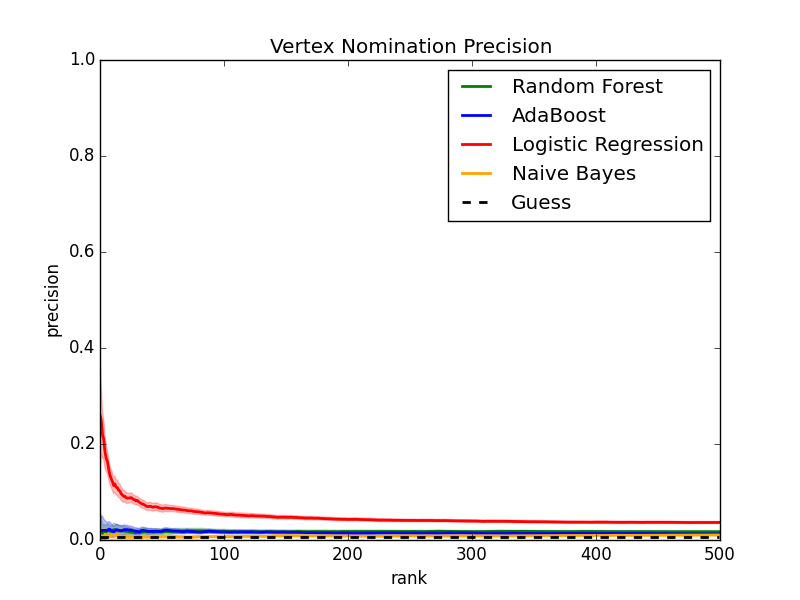 Vertex Nomination Precision
1.0
0.8
0.6
0.4
0.2
0.0
precision
Random Forest
AdaBoost
Logistic Regression
Naive Bayes
Guess
0
100
200
300
400
500
rank